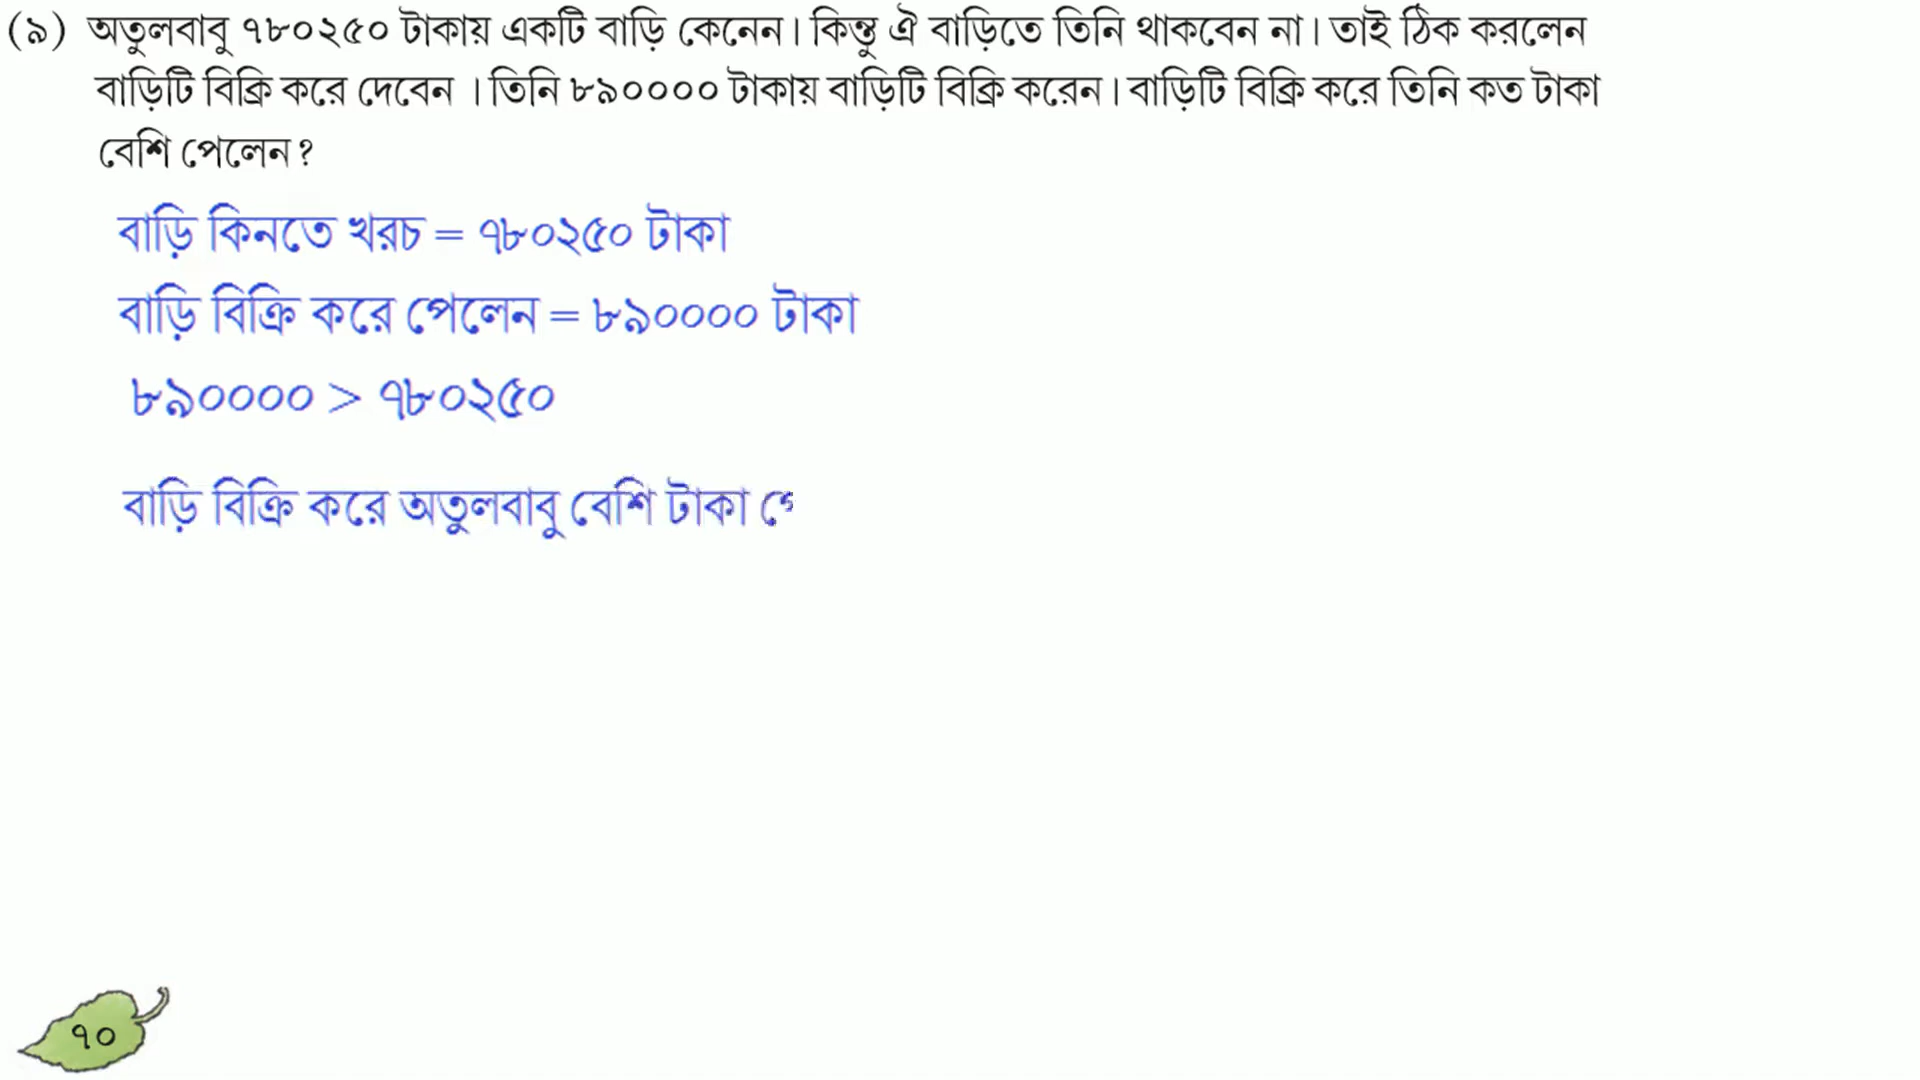 (৯) অতুলবাবু ৭৮০২৫০ টাকায় একটি বাড়ি কেনেন। কিন্তু ঐ বাড়িতে তিনি থাকবেন না। তাই ঠিক করলেন
বাড়িটি বিক্রি করে দেবেন । তিনি ৮৯০০০০ টাকায় বাড়িটি বিক্রি করেন। বাড়িটি বিক্রি করে তিনি কত টাকা
বেশি পেলেন?
বাড়ি কিনতে খরচ = ৭৮০২৫০ টাকা
বাড়ি বিক্রি করে পেলেন = ৮৯০০০০ টাকা
৮৯০০০০ > ৭৮০২৫০
বাড়ি বিক্রি করে অতুলবাবু বেশি টাকা
৭০